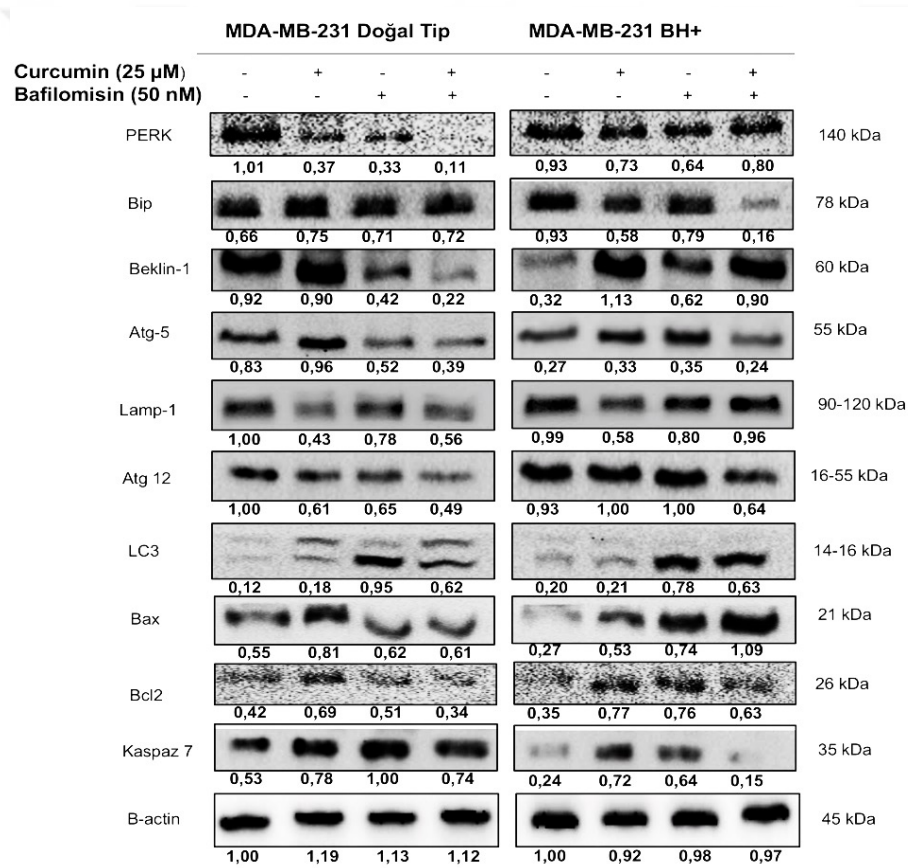 MDA-MB-231 Doğal Tip MDA-MB-231 BH+
Curcumin (25 µM) - + - + - + - +
Bafilomisin (50 nM) - - + + - - + +
PERK 140 kDa
1,01 0,37 0,33 0,11 0,93 0,73 0,64 0,80
Bip 78 kDa
0,66 0,75 0,71 0,72 0,93 0,58 0,79 0,16
Beklin-1 60 kDa
0,92 0,90 0,42 0,22 0,32 1,13 0,62 0,90
Atg-5 55 kDa
0,83 0,96 0,52 0,39 0,27 0,33 0,35 0,24
Lamp-1 90-120 kDa
1,00 0,43 0,78 0,56 0,99 0,58 0,80 0,96
Atg 12 16-55 kDa
1,00 0,61 0,65 0,49 0,93 1,00 1,00 0,64
LC3 14-16 kDa
0,12 0,18 0,95 0,62 0,20 0,21 0,78 0,63
Bax 21 kDa
0,55 0,81 0,62 0,61 0,27 0,53 0,74 1,09
Bcl2 26 kDa
0,42 0,69 0,51 0,34 0,35 0,77 0,76 0,63
Kaspaz 7 35 kDa
0,53 0,78 1,00 0,74 0,24 0,72 0,64 0,15
B-actin 45 kDa
1,00 1,19 1,13 1,12 1,00 0,92 0,98 0,97